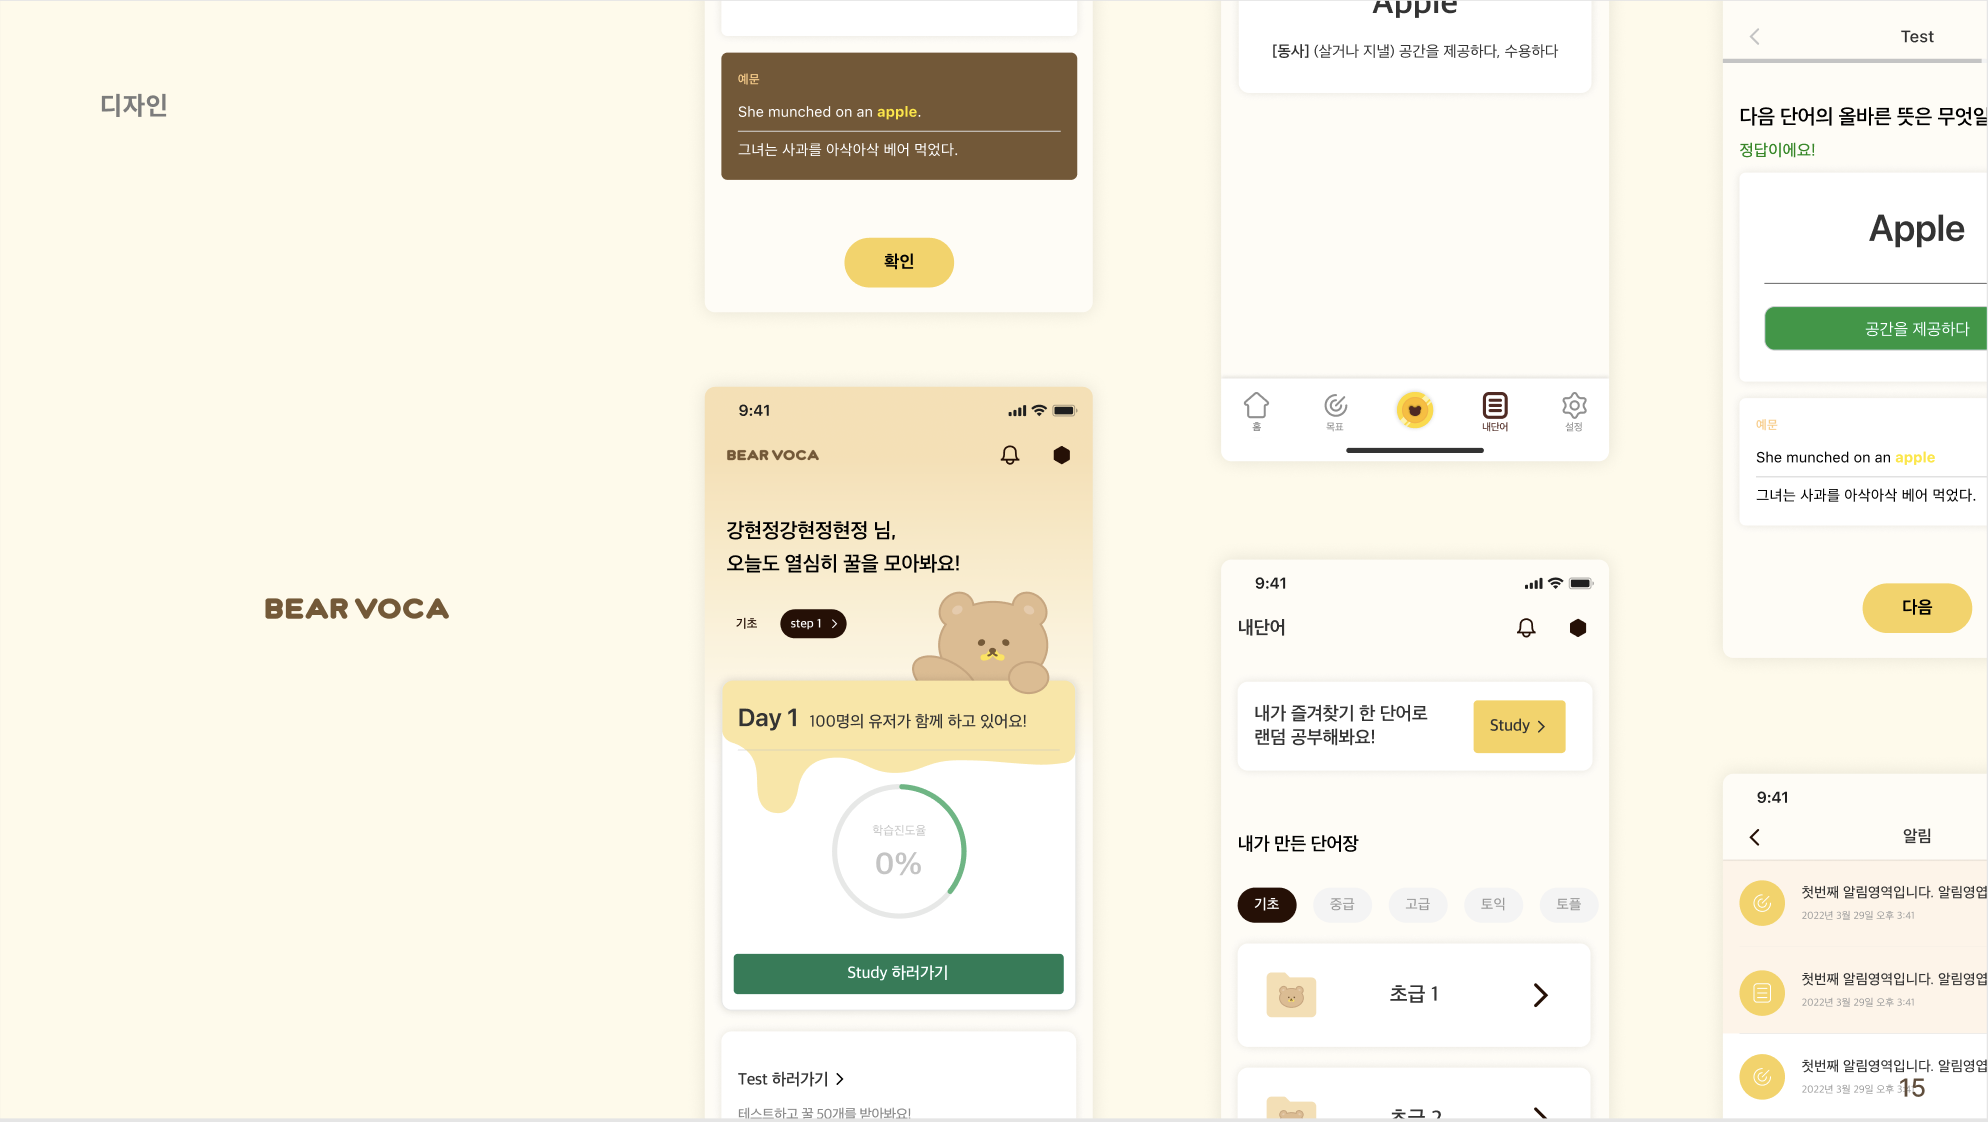 디자인
BEAR VOCA
예문
She munched on an apple.
그녀는 사과를 아삭아삭 베어 먹었다.
확인
9:41
BEAR VOCA
강현정강현정현정 님,
오늘도 열심히 꿀을 모아봐요!
기초
step 1
Day 1 100명의 유저가 함께 하고 있어요!
학습진도율
0%
Study 하러가기
Test 하러가기
테스트하고 꿀 50개를 받아봐요!
Apple
[동사] (살거나 지낼) 공간을 제공하다, 수용하다
홈
목표
내단어
설정
9:41
내단어
내가 즐겨찾기 한 단어로
랜덤 공부해봐요!
Study
내가 만든 단어장
기초
중급
고급
토익
토플
초급 1
초급 2
Test
다음 단어의 올바른 뜻은 무엇일
정답이에요!
Apple
공간을 제공하다
예문
She munched on an apple
그녀는 사과를 아삭아삭 베어 먹었다.
다음
9:41
알림
첫번째 알림영역입니다. 알림영업
2022년 3월 29일 오후 3:41
첫번째 알림영역입니다. 알림영역
2022년 3월 29일 오후 3:41
첫번째 알림영역입니다. 알림영역
2022년 3월 29일 오후 3:41
15